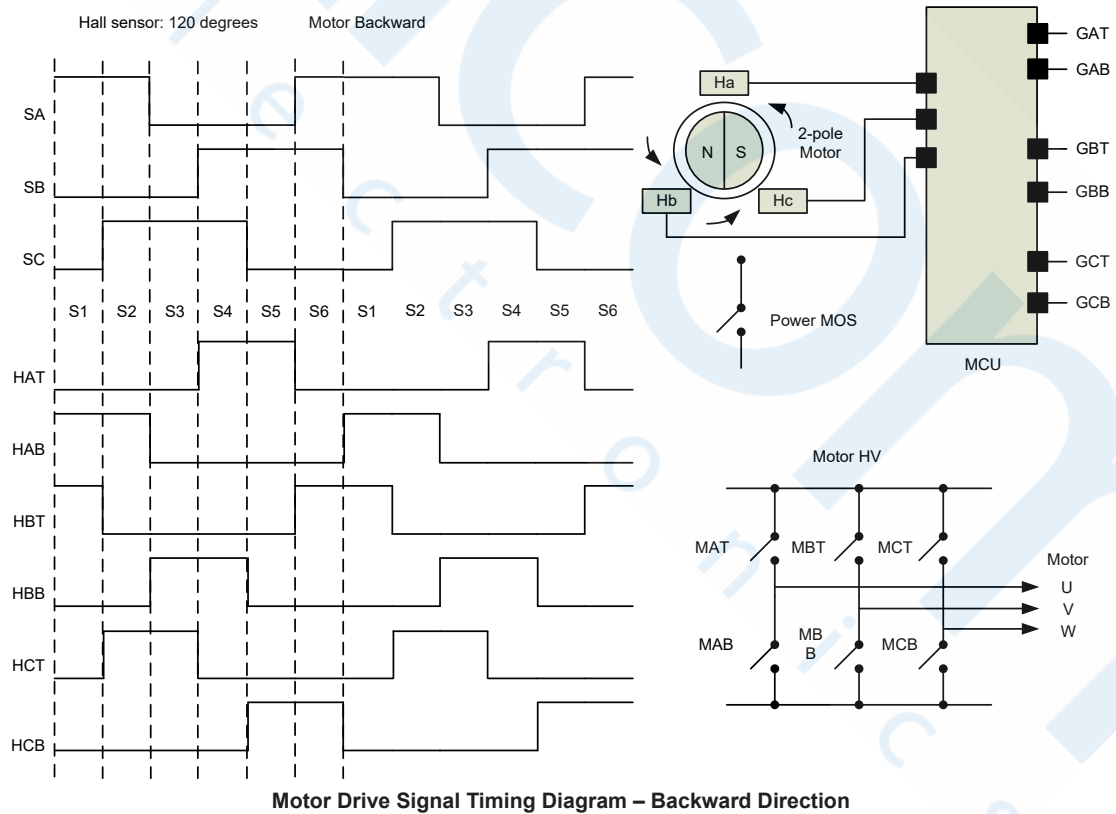 Hall sensor: 120 degrees
Motor Backward
SA
SB
SC
S1 S2 S3 S4 S5 S6 S1 S2 S3 S4 S5 S6
HAT
HAB
HBT
HBB
HCT
HCB
Ha
N S
2-pole
Motor
Hb
Hc
Power MOS
GAT
GAB
GBT
GBB
GCT
GCB
MCU
Motor HV
MAT
MBT
MCT
Motor
U
V
W
MAB
MB
B
MCB
Motor Drive Signal Timing Diagram – Backward Direction